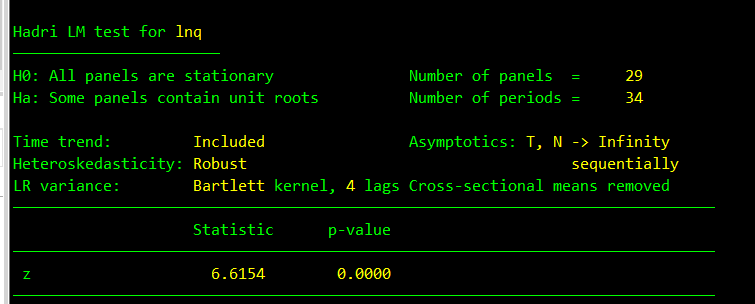 Hadri LM test for lnq
H0: All panels are stationary Number of panels = 29
Ha: Some panels contain unit roots Number of periods = 34
Time trend: Included Asymptotics: T, N -> Infinity
Heteroskedasticity: Robust sequentially
LR variance: Bartlett kernel, 4 lags Cross-sectional means removed
Statistic p-value
z 6.6154 0.0000